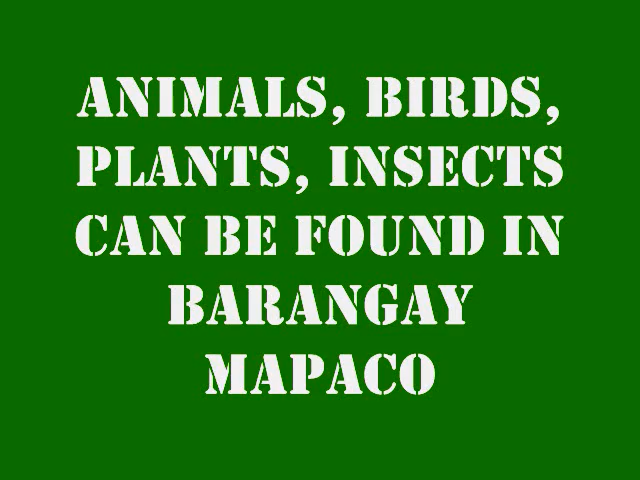 ANIMALS, BIRDS,
PLANTS, INSECTS
CAN BE FOUND IN
BARANGAY
MAPACO